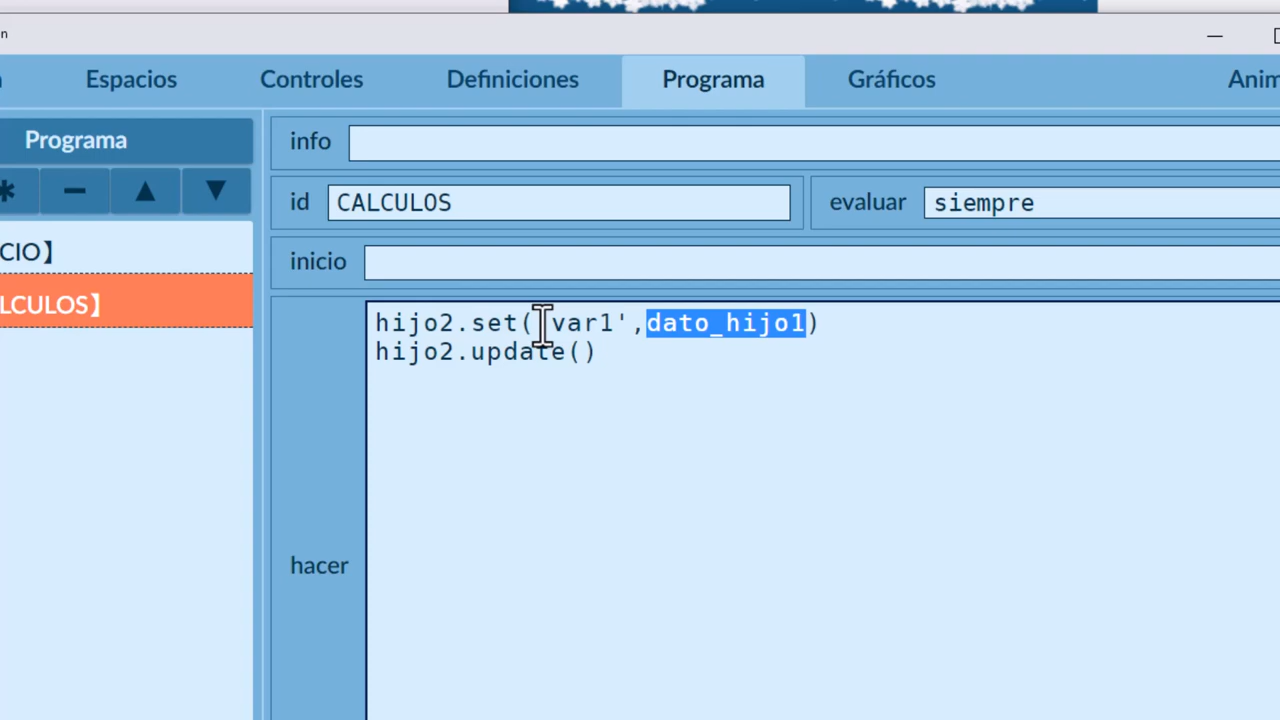 n
Espacios Controles Definiciones Programa Gráficos Anim
Programa
info
id CALCULOS evaluar siempre
inicio
CIO】
LCULOS】
hijo2.set('var1',dato_hijo1)
hijo2.update()
hacer